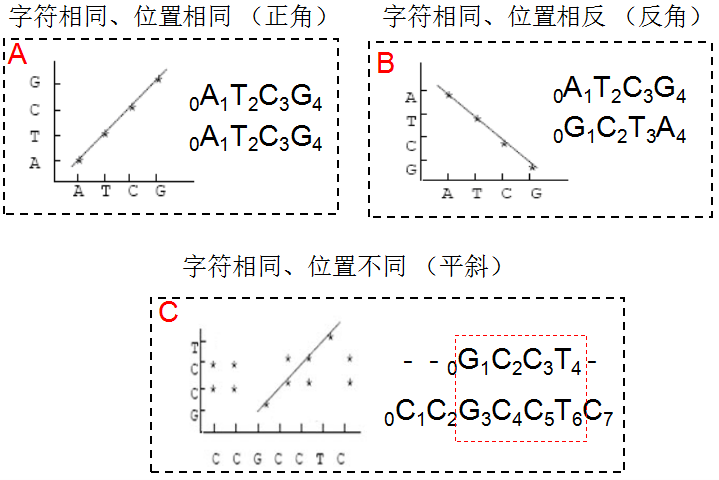 字符相同、位置相同 （正角）
字符相同、位置相反 （反角）
A
G
C
T
A
A T C G
₀A₁T₂C₃G₄
₀A₁T₂C₃G₄
B
A
T
C
G
A T C G
₀A₁T₂C₃G₄
₀G₁C₂T₃A₄
字符相同、位置不同 （平斜）
C
T
C
C
G
C C G C C T C
- - ₀G₁C₂C₃T₄ -
₀C₁C₂G₃C₄C₅T₆C₇